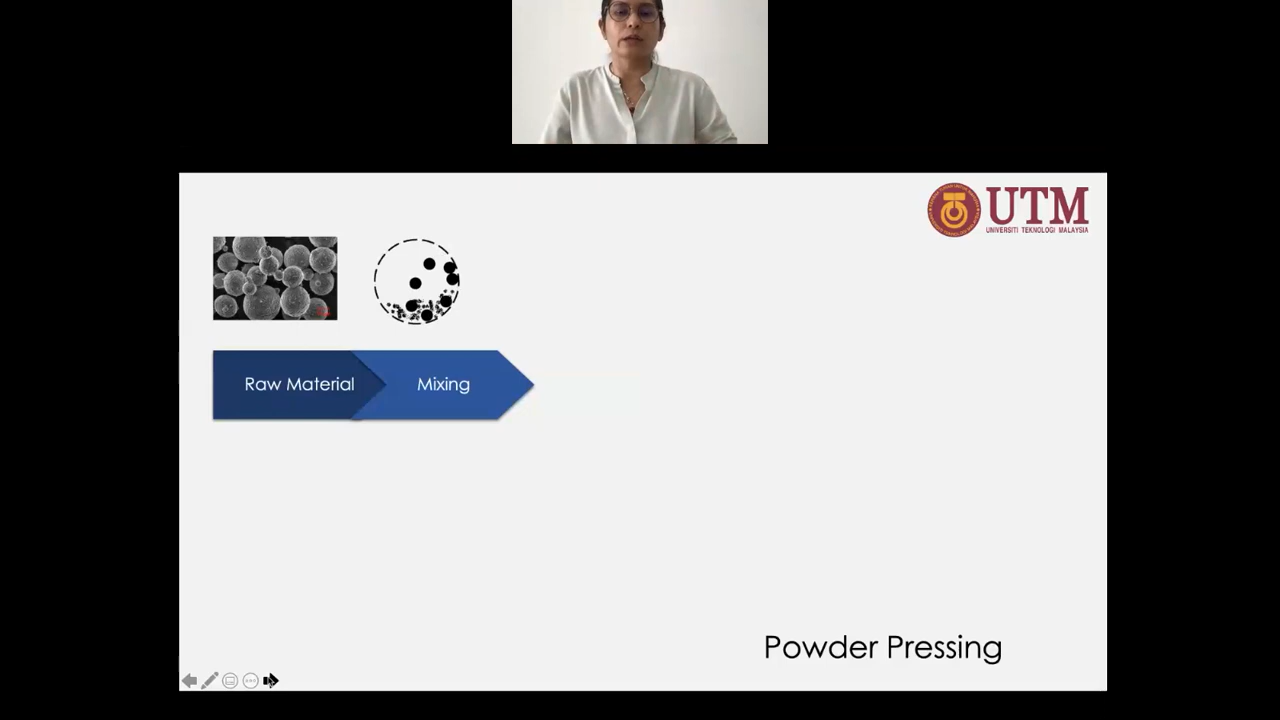 UTM
UNIVERSITI TEKNOLOGI MALAYSIA
Raw Material
Mixing
Powder Pressing